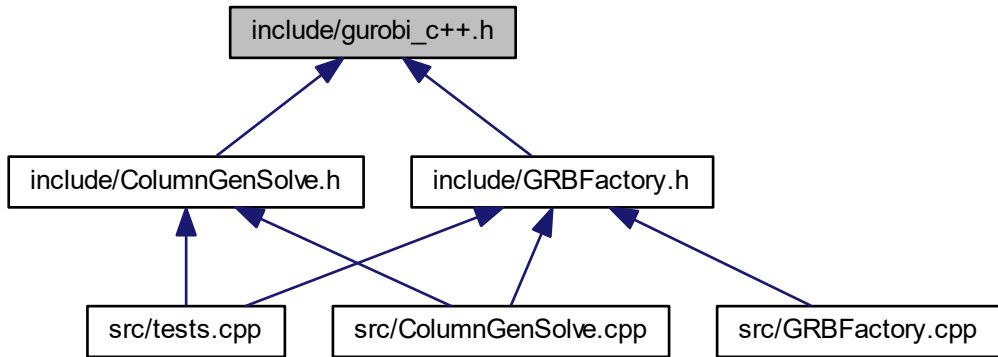 include/gurobi_c++.h
include/ColumnGenSolve.h
include/GRBFactory.h
src/tests.cpp
src/ColumnGenSolve.cpp
src/GRBFactory.cpp